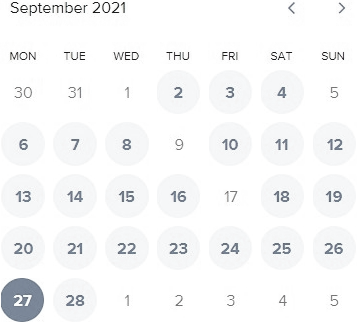 September 2021
MON TUE WED THU FRI SAT SUN
30 31 1 2 3 4 5
6 7 8 9 10 11 12
13 14 15 16 17 18 19
20 21 22 23 24 25 26
27 28 1 2 3 4 5